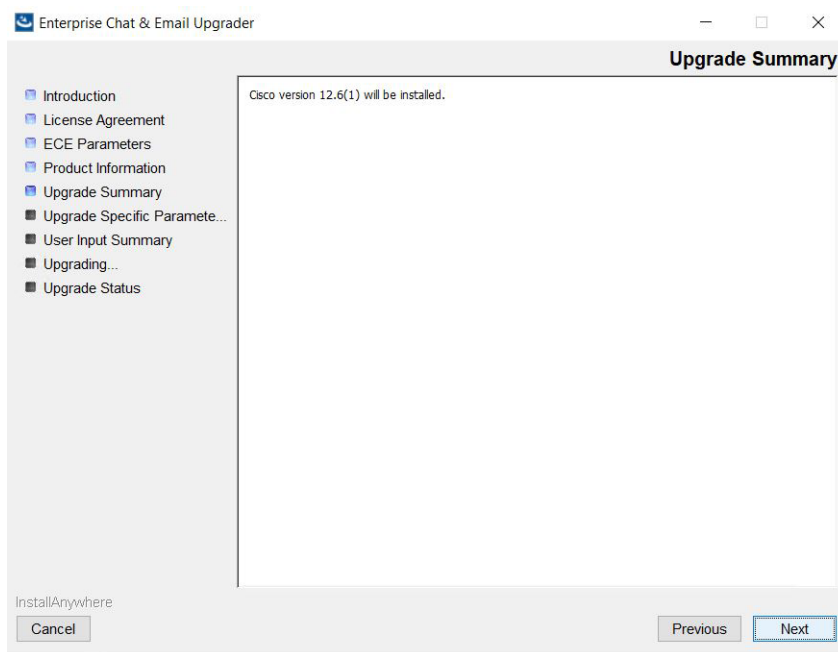 Enterprise Chat & Email Upgrader
Upgrade Summary
Introduction
License Agreement
ECE Parameters
Product Information
Upgrade Summary
Upgrade Specific Paramete...
User Input Summary
Upgrading...
Upgrade Status
Cisco version 12.6(1) will be installed.
InstallAnywhere
Cancel
Previous
Next